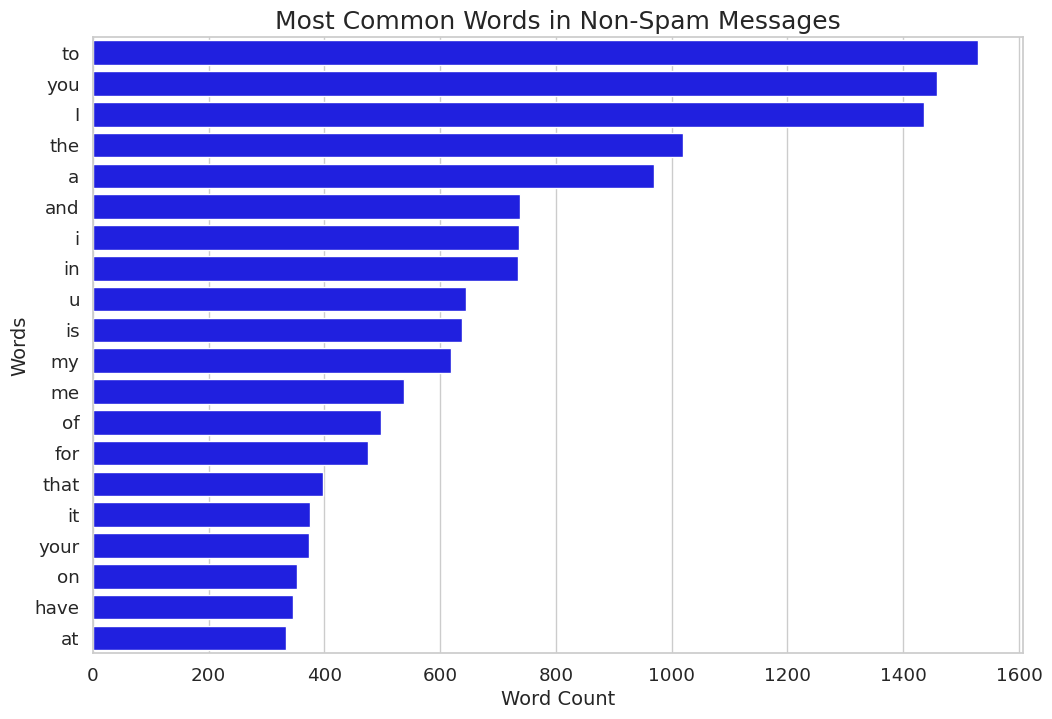 Most Common Words in Non-Spam Messages
to
you
I
the
a
and
i
in
u
is
my
me
of
for
that
it
your
on
have
at
Words
0 200 400 600 800 1000 1200 1400 1600
Word Count